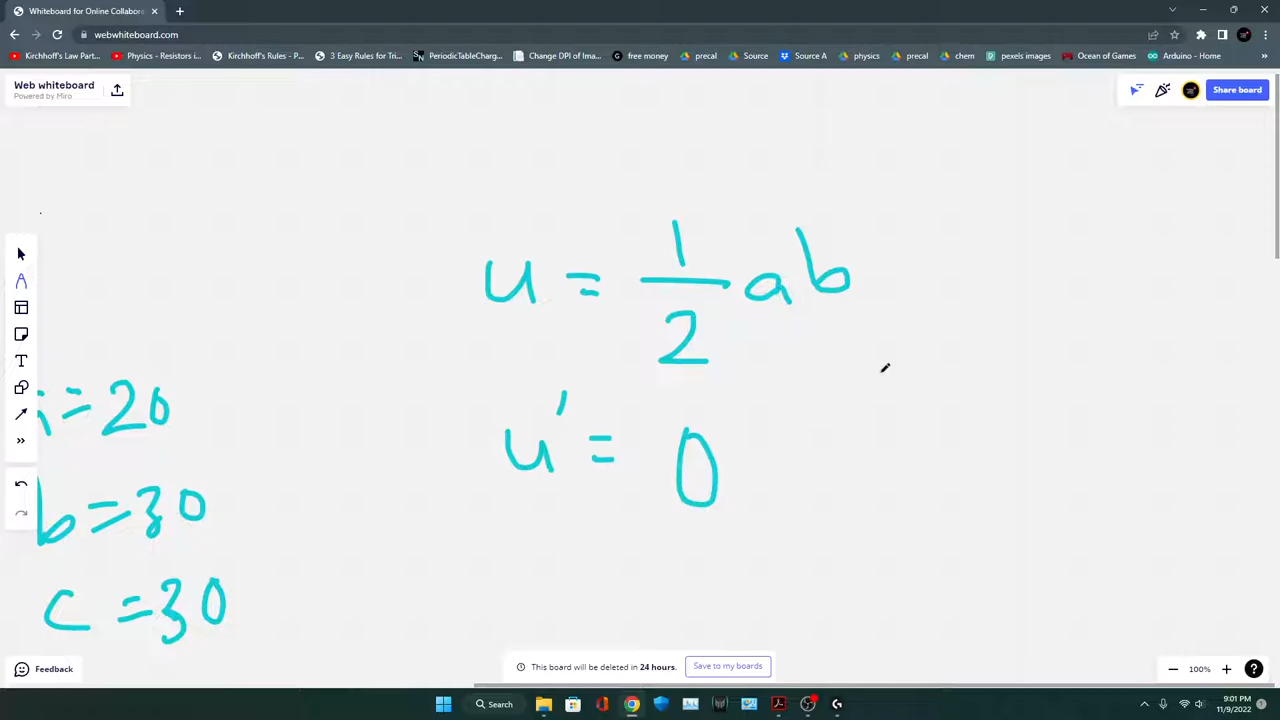 Whiteboard for Online Collabora
webwhiteboard.com
Kirchhoff's Law Part...
Physics - Resistors i...
Kirchhoff's Rules - P...
3 Easy Rules for Tri...
PeriodicTableCharg...
Change DPI of Ima...
free money
precal
Source
Source A
physics
precal
chem
pexels images
Ocean of Games
Arduino - Home
Web whiteboard
Powered by Miro
Share board
u = 1/2 ab
u' = 0
=20
b=30
c=30
This board will be deleted in 24 hours.
Save to my boards
Feedback
100%
Search
9:01 PM
11/9/2022